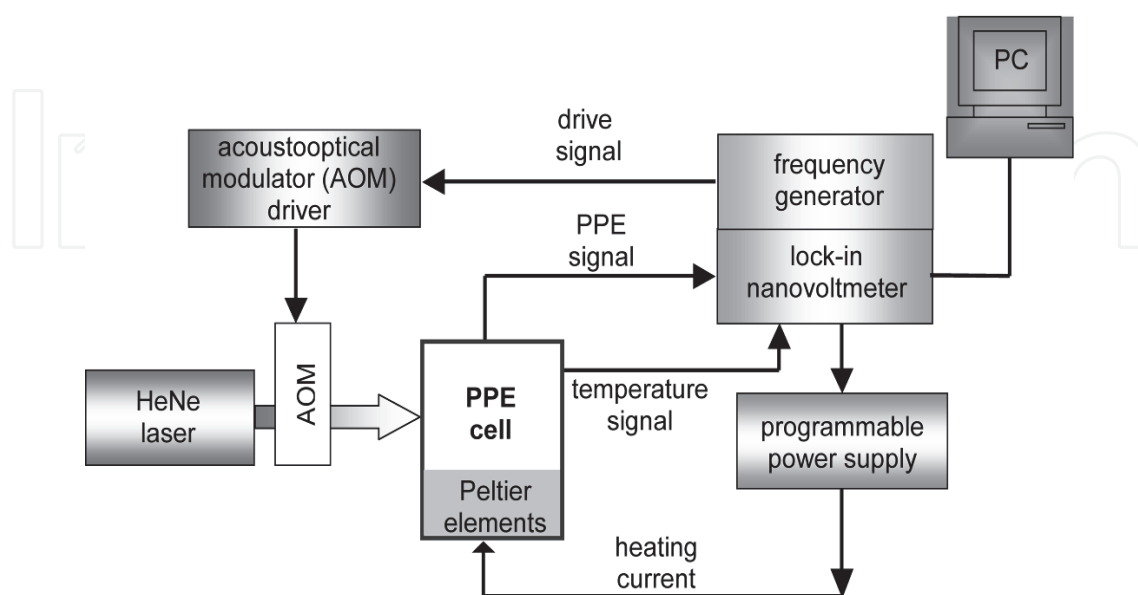 PC
drive
signal
acoustooptical
modulator (AOM)
driver
frequency
generator
PPE
signal
lock-in
nanovoltmeter
HeNe
laser
AOM
PPE
cell
temperature
signal
programmable
power supply
Peltier
elements
heating
current